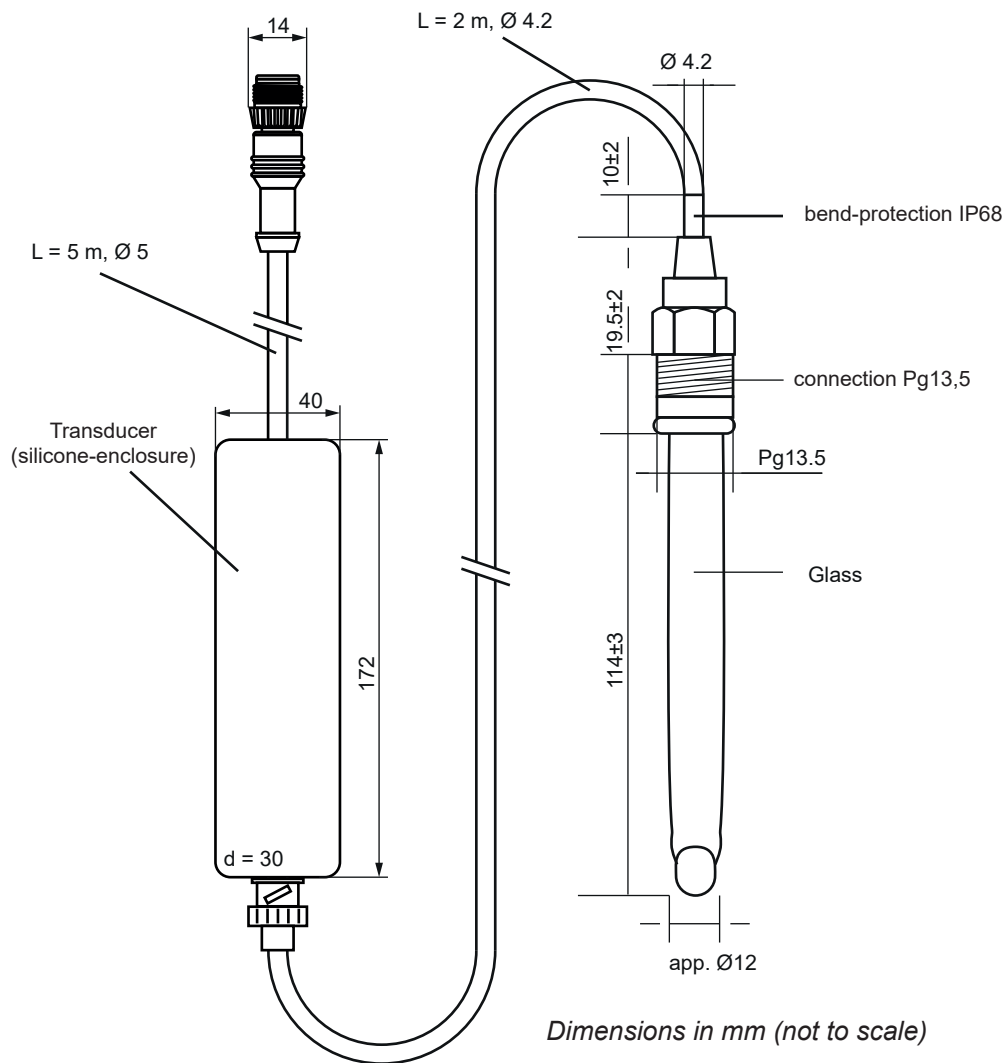 14
L = 2 m, Ø 4.2
Ø 4.2
10±2
bend-protection IP68
L = 5 m, Ø 5
19.5±2
connection Pg13,5
40
Transducer
(silicone-enclosure)
Pg13.5
Glass
114±3
172
d = 30
app. Ø12
Dimensions in mm (not to scale)